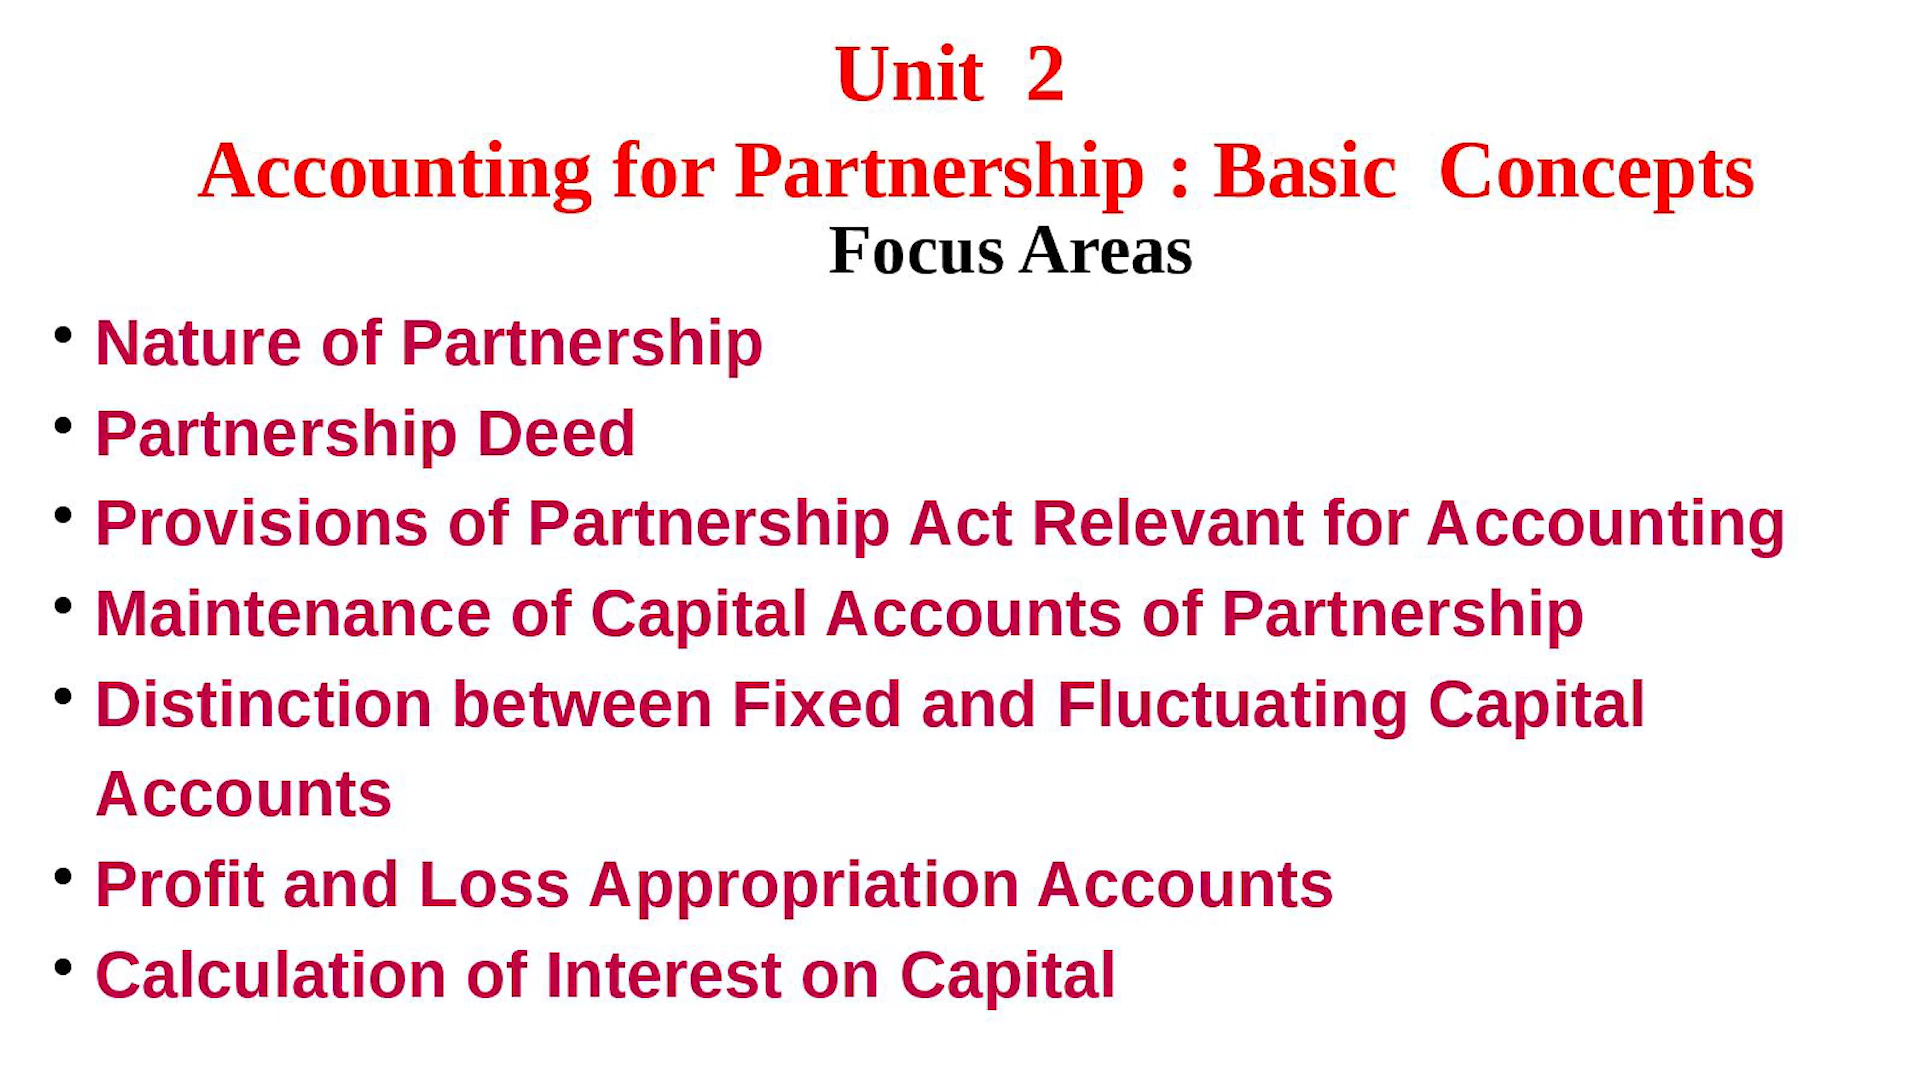 Unit  2
Accounting for Partnership : Basic  Concepts
Focus Areas
• Nature of Partnership
• Partnership Deed
• Provisions of Partnership Act Relevant for Accounting
• Maintenance of Capital Accounts of Partnership
• Distinction between Fixed and Fluctuating Capital
Accounts
• Profit and Loss Appropriation Accounts
• Calculation of Interest on Capital